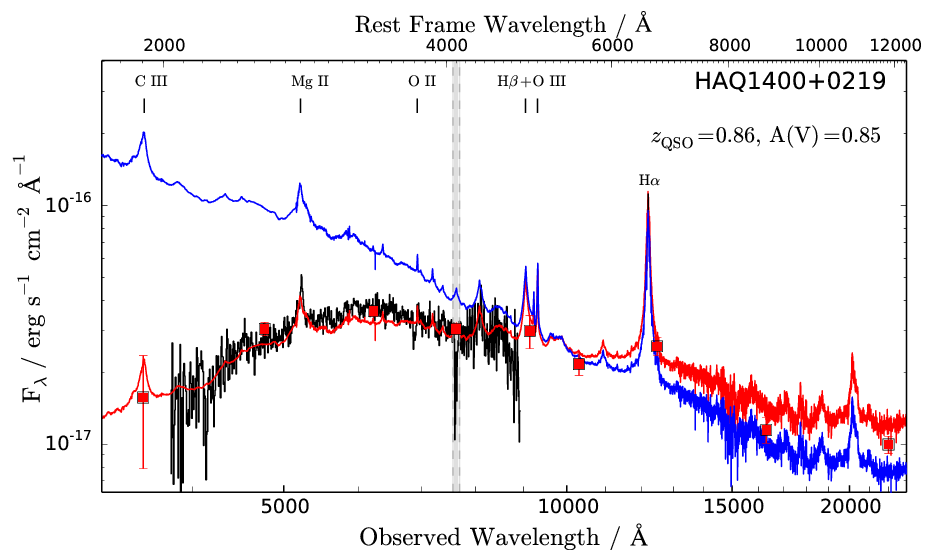 Rest Frame Wavelength / Å
2000 4000 6000 8000 10000 12000
C III Mg II O II Hβ+O III HAQ1400+0219
z_QSO=0.86, A(V)=0.85
Hα
F_λ / erg s⁻¹ cm⁻² Å⁻¹
10⁻¹⁶
10⁻¹⁷
5000 10000 15000 20000
Observed Wavelength / Å